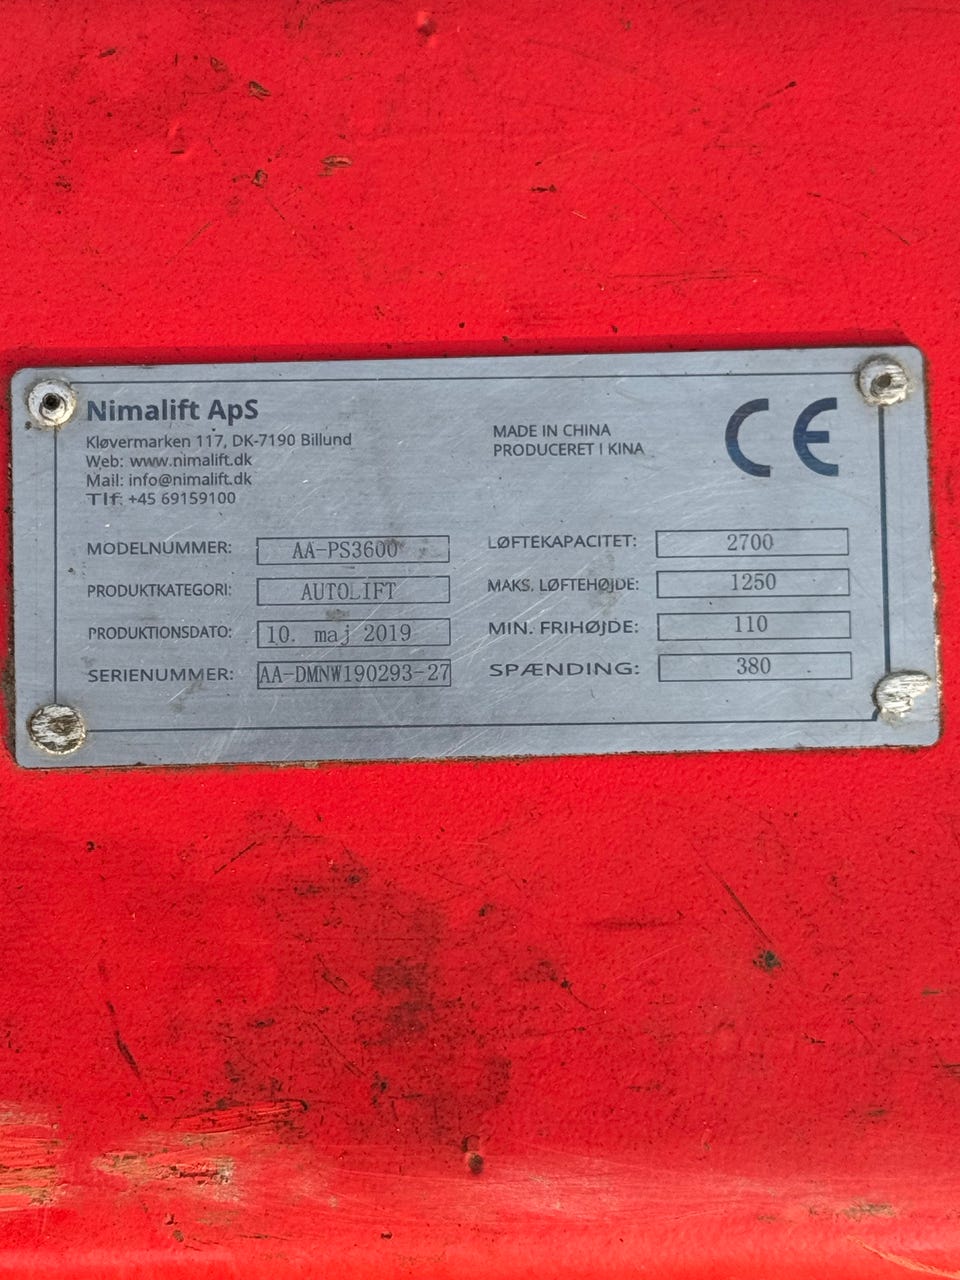 Nimalift ApS
Kløvermarken 117, DK-7190 Billund
Web: www.nimalift.dk
Mail: info@nimalift.dk
Tlf: +45 69159100
MADE IN CHINA
PRODUCERET I KINA
CE
MODELNUMMER: AA-PS3600
PRODUKTKATEGORI: AUTOLIFT
PRODUKTIONSDATO: 10. maj 2019
SERIENUMMER: AA-DMNW190293-27
LØFTEKAPACITET: 2700
MAKS. LØFTEHØJDE: 1250
MIN. FRIHØJDE: 110
SPÆNDING: 380